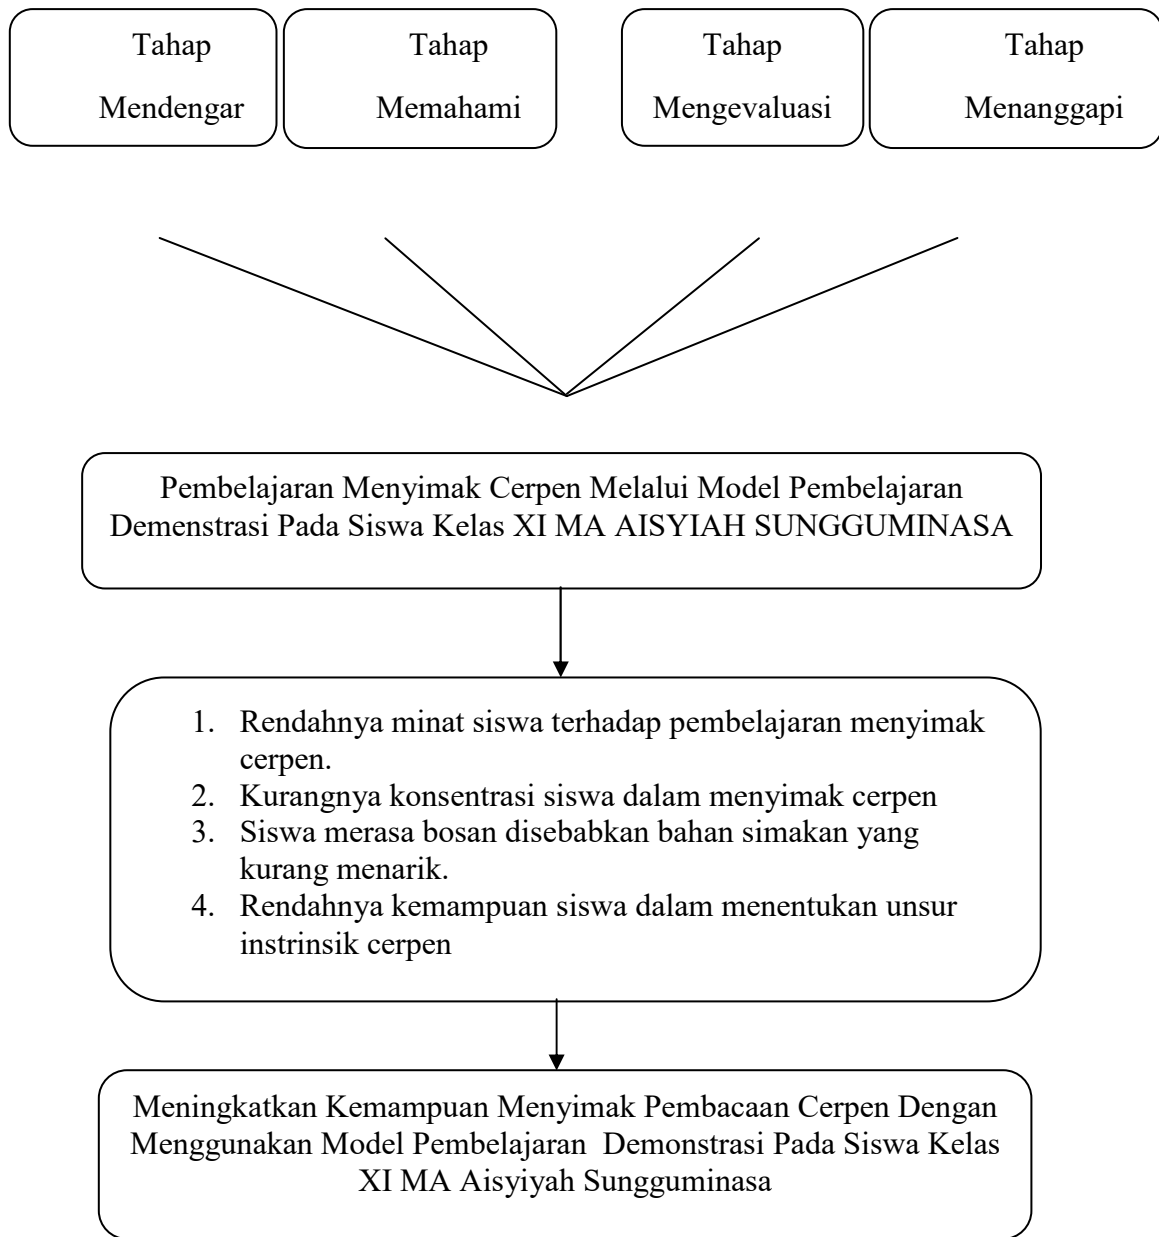 Tahap
Mendengar
Tahap
Memahami
Tahap
Mengevaluasi
Tahap
Menanggapi
Pembelajaran Menyimak Cerpen Melalui Model Pembelajaran
Demenstrasi Pada Siswa Kelas XI MA AISYIAH SUNGGUMINASA
1. Rendahnya minat siswa terhadap pembelajaran menyimak
cerpen.
2. Kurangnya konsentrasi siswa dalam menyimak cerpen
3. Siswa merasa bosan disebabkan bahan simakan yang
kurang menarik.
4. Rendahnya kemampuan siswa dalam menentukan unsur
instrinsik cerpen
Meningkatkan Kemampuan Menyimak Pembacaan Cerpen Dengan
Menggunakan Model Pembelajaran Demonstrasi Pada Siswa Kelas
XI MA Aisyiyah Sungguminasa